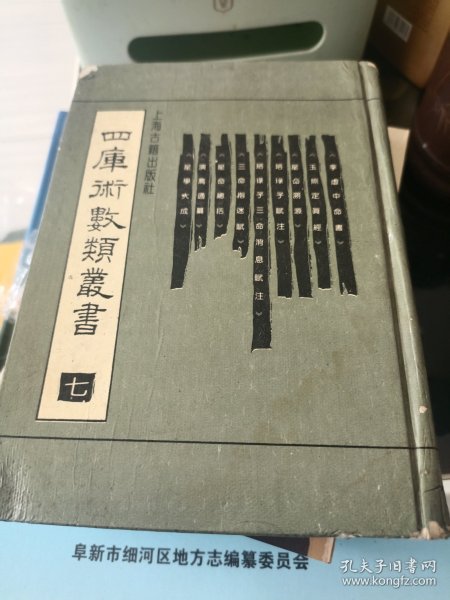 四庫術數類叢書
七
上海古籍出版社
《李虛中命書》
《玉照定真經》
《星命溯源》
《珞琭子賦注》
《珞琭子三命消息賦注》
《三命指迷賦》
《星命總括》
《演禽通纂》
《星學大成》
阜新市细河区地方志编纂委员会
孔夫子旧书网
www.kongfz.com